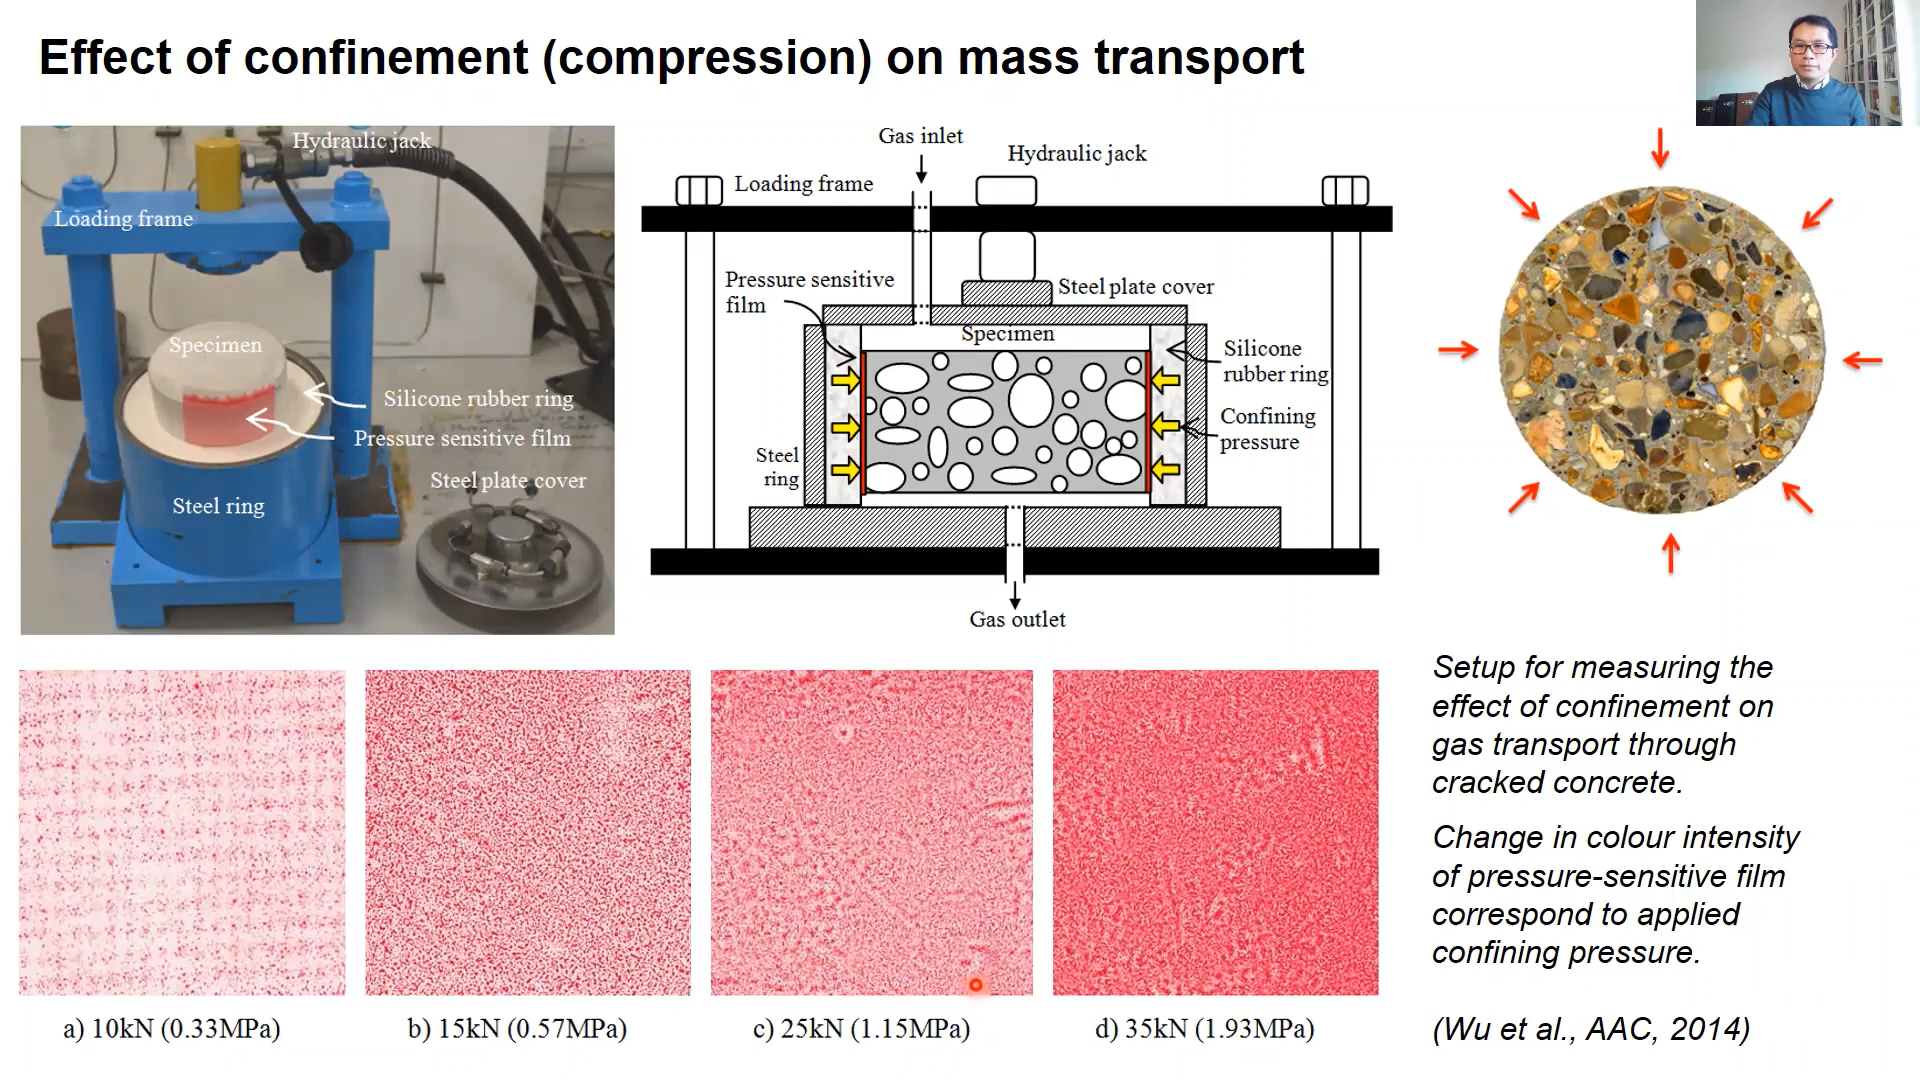 Effect of confinement (compression) on mass transport
Hydraulic jack
Loading frame
Specimen
Silicone rubber ring
Pressure sensitive film
Steel plate cover
Steel ring
Gas inlet
Hydraulic jack
Loading frame
Pressure sensitive
film
Steel plate cover
Specimen
Silicone
rubber ring
Confining
pressure
Steel
ring
Gas outlet
a) 10kN (0.33MPa)
b) 15kN (0.57MPa)
c) 25kN (1.15MPa)
d) 35kN (1.93MPa)
Setup for measuring the
effect of confinement on
gas transport through
cracked concrete.
Change in colour intensity
of pressure-sensitive film
correspond to applied
confining pressure.
(Wu et al., AAC, 2014)